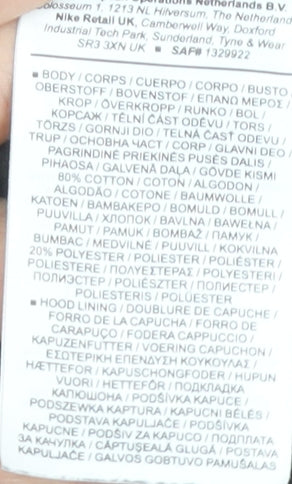 Operations Netherlands B.V.
Colosseum 1, 1213 NL Hilversum, The Netherland
Nike Retail UK, Camberwell Way, Doxford
Industrial Tech Park, Sunderland, Tyne & Wear
SR3 3XN UK ■ SAF# 1329922
■ BODY / CORPS / CUERPO / CORPO / BUSTO /
OBERSTOFF / BOVENSTOF / ΕΠΑΝΩ ΜΕΡΟΣ /
KROP / ÖVERKROPP / RUNKO / BOL /
КОРСАЖ / TĚLNÍ ČÁST ODĚVU / TORS /
TÖRZS / GORNJI DIO / TELNÁ ČASŤ ODEVU /
TRUP / ОСНОВНА ЧАСТ / CORP / GLAVNI DEO /
PAGRINDINĖ PRIEKINĖS PUSĖS DALIS /
PIHAOSA / GALVENĀ DAĻA / GÖVDE KISMI
80% COTTON / COTON / ALGODON /
ALGODÃO / COTONE / BAUMWOLLE /
KATOEN / ΒΑΜΒΑΚΕΡΟ / BOMULD / BOMULL /
PUUVILLA / ХЛОПОК / BAVLNA / BAWEŁNA /
PAMUT / PAMUK / BOMBAŽ / ПАМУК /
BUMBAC / MEDVILNĖ / PUUVILL / KOKVILNA
20% POLYESTER / POLIESTER / POLIÉSTER /
POLIESTERE / ΠΟΛΥΕΣΤΕΡΑΣ / POLYESTERI /
ПОЛИЭСТЕР / POLIÉSZTER / ПОЛИЕСТЕР /
POLIESTERIS / POLÜESTER
■ HOOD LINING / DOUBLURE DE CAPUCHE /
FORRO DE LA CAPUCHA / FORRO DE
CARAPUÇO / FODERA CAPPUCCIO /
KAPUZENFUTTER / VOERING CAPUCHON /
ΕΣΩΤΕΡΙΚΗ ΕΠΕΝΔΥΣΗ ΚΟΥΚΟΥΛΑΣ /
HÆTTEFOR / KAPUSCHONGFODER / HUPUN
VUORI / HETTEFÔR / ПОДКЛАДКА
КАПЮШОНА / PODŠÍVKA KAPUCE /
PODSZEWKA KAPTURA / KAPUCNI BÉLÉS /
PODSTAVA KAPULJAČE / PODŠÍVKA
KAPUCNE / PODŠIV ZA KAPUCO / ПОДПЛАТА
ЗА КАЧУЛКА / CĂPTUŞEALĂ GLUGĂ / POSTAVA
KAPULJAČE / GALVOS GOBTUVO PAMUŠALAS